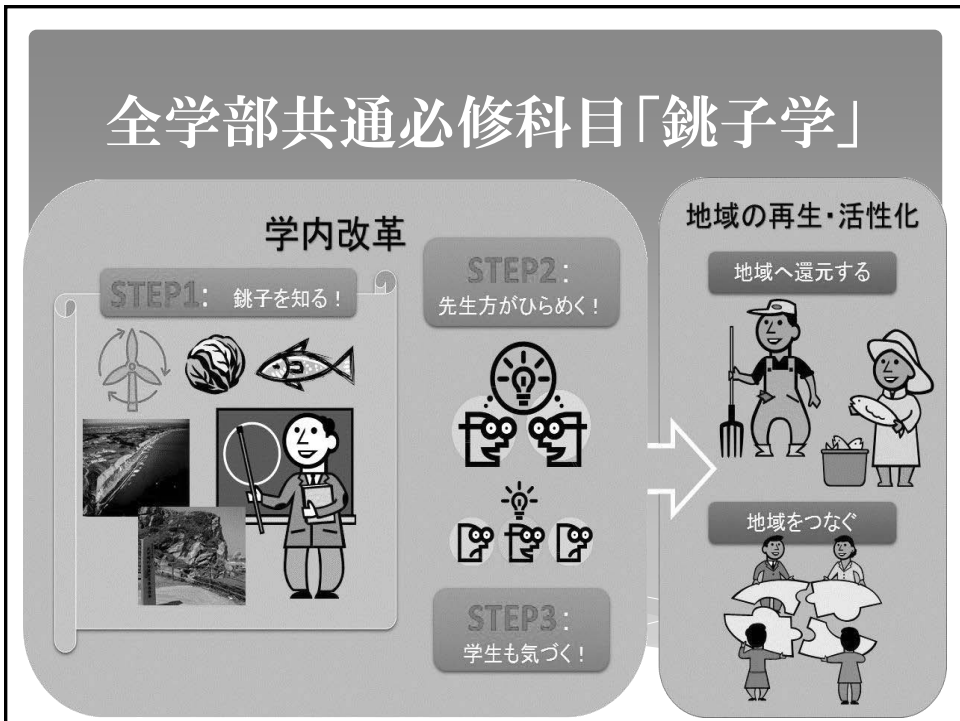 全学部共通必修科目「銚子学」
学内改革
STEP1: 銚子を知る！
STEP2:
先生方がひらめく！
STEP3:
学生も気づく！
地域の再生・活性化
地域へ還元する
地域をつなぐ